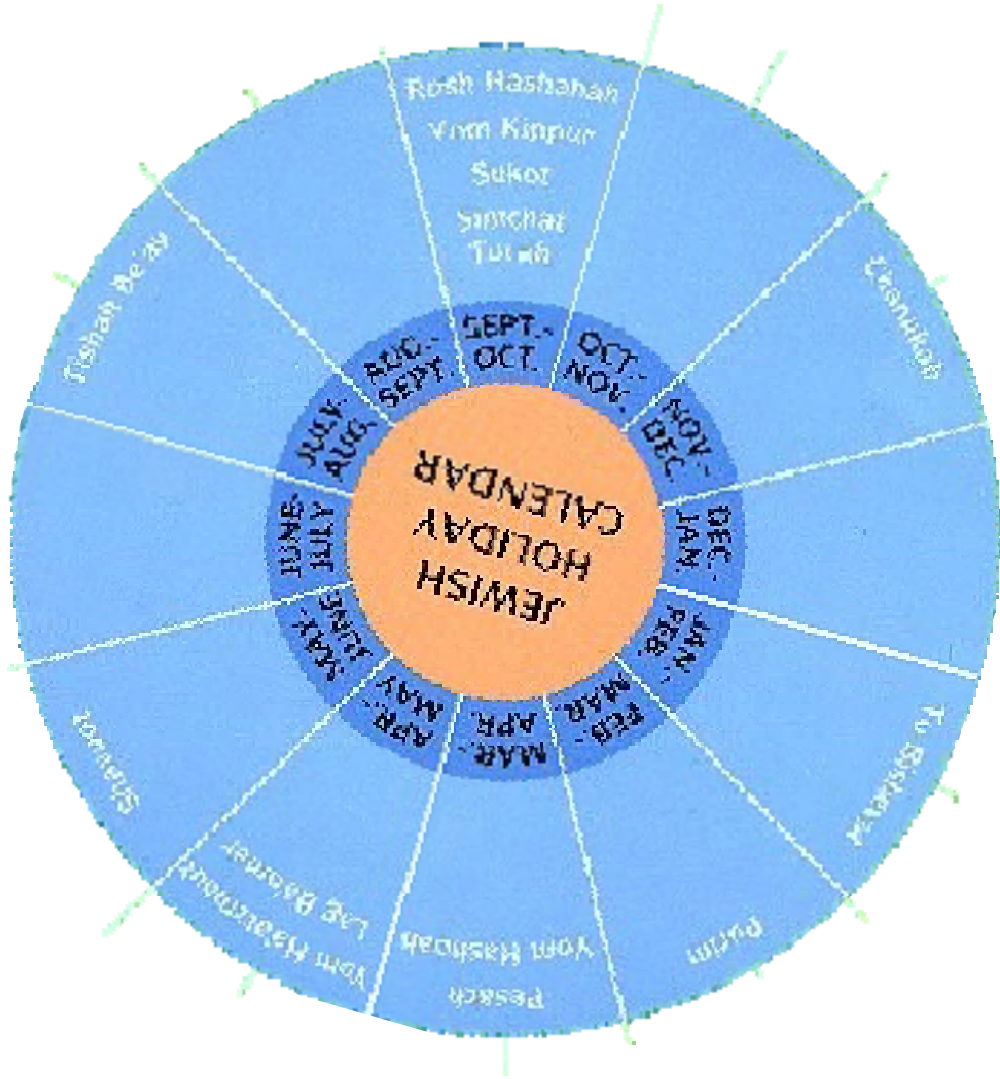 JEWISH
HOLIDAY
CALENDAR
SEPT.-
OCT.
Rosh Hashahah
Yom Kippur
Sukot
Simchat
Torah
OCT.-
NOV.
NOV.-
DEC.
Chanukah
DEC.-
JAN.
JAN.-
FEB.
Tu Bishevat
FEB.-
MAR.
Purim
MAR.-
APR.
Yom Hashoah
Pesach
APR.-
MAY
Lag Ba'omer
Yom Ha'atzmaut
MAY-
JUNE
Shavuot
JUNE-
JULY
JULY-
AUG.
Tishah Be'av
AUG.-
SEPT.